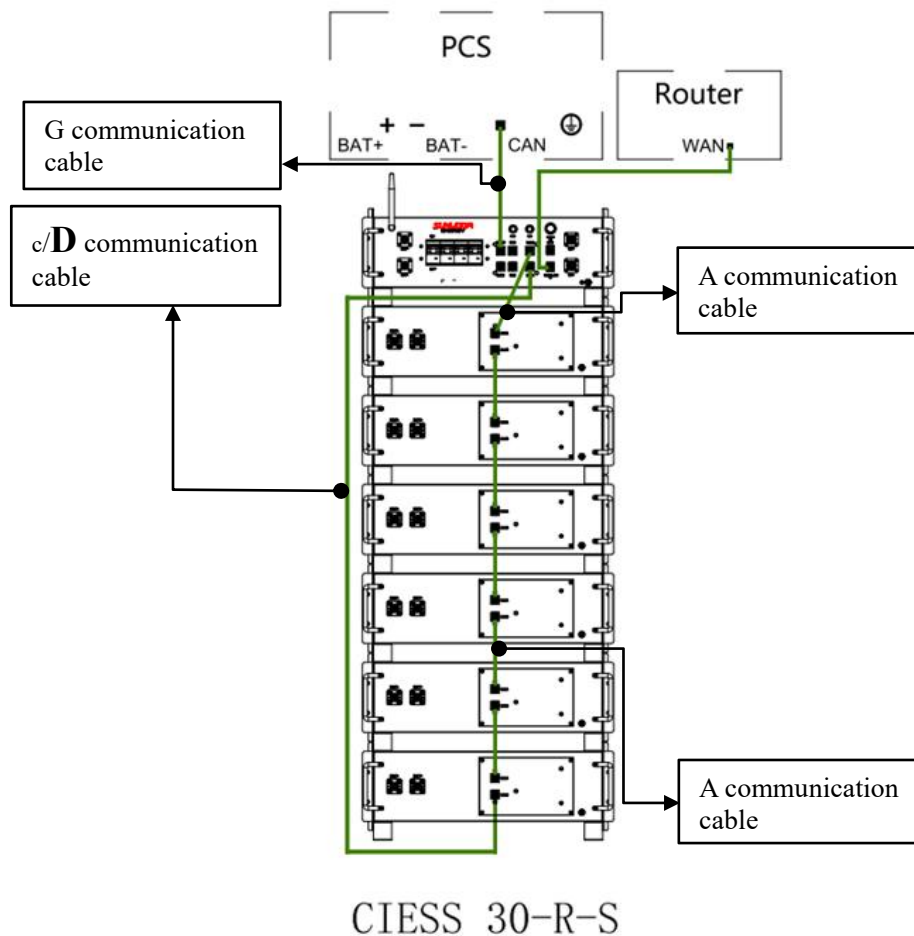 PCS
Router
G communication
cable
+ −
BAT+ BAT- CAN
WAN
c/D communication
cable
A communication
cable
A communication
cable
CIESS 30-R-S